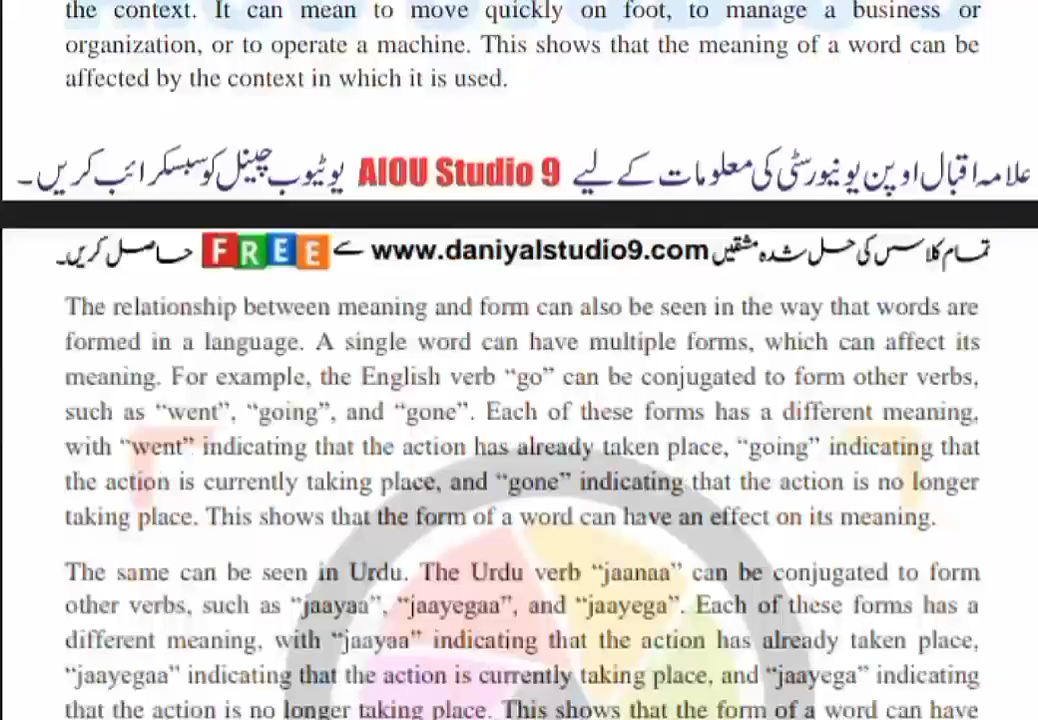 the context. It can mean to move quickly on foot, to manage a business or
organization, or to operate a machine. This shows that the meaning of a word can be
affected by the context in which it is used.
علامہ اقبال اوپن یونیورسٹی کی معلومات کے لیے AIOU Studio 9 یوٹیوب چینل کو سبسکرائب کریں۔
تمام کلاسس کی حل شدہ مشقیں www.daniyalstudio9.com سے FREE حاصل کریں۔
The relationship between meaning and form can also be seen in the way that words are
formed in a language. A single word can have multiple forms, which can affect its
meaning. For example, the English verb “go” can be conjugated to form other verbs,
such as “went”, “going”, and “gone”. Each of these forms has a different meaning,
with “went” indicating that the action has already taken place, “going” indicating that
the action is currently taking place, and “gone” indicating that the action is no longer
taking place. This shows that the form of a word can have an effect on its meaning.
The same can be seen in Urdu. The Urdu verb “jaanaa” can be conjugated to form
other verbs, such as “jaayaa”, “jaayegaa”, and “jaayega”. Each of these forms has a
different meaning, with “jaayaa” indicating that the action has already taken place,
“jaayegaa” indicating that the action is currently taking place, and “jaayega” indicating
that the action is no longer taking place. This shows that the form of a word can have